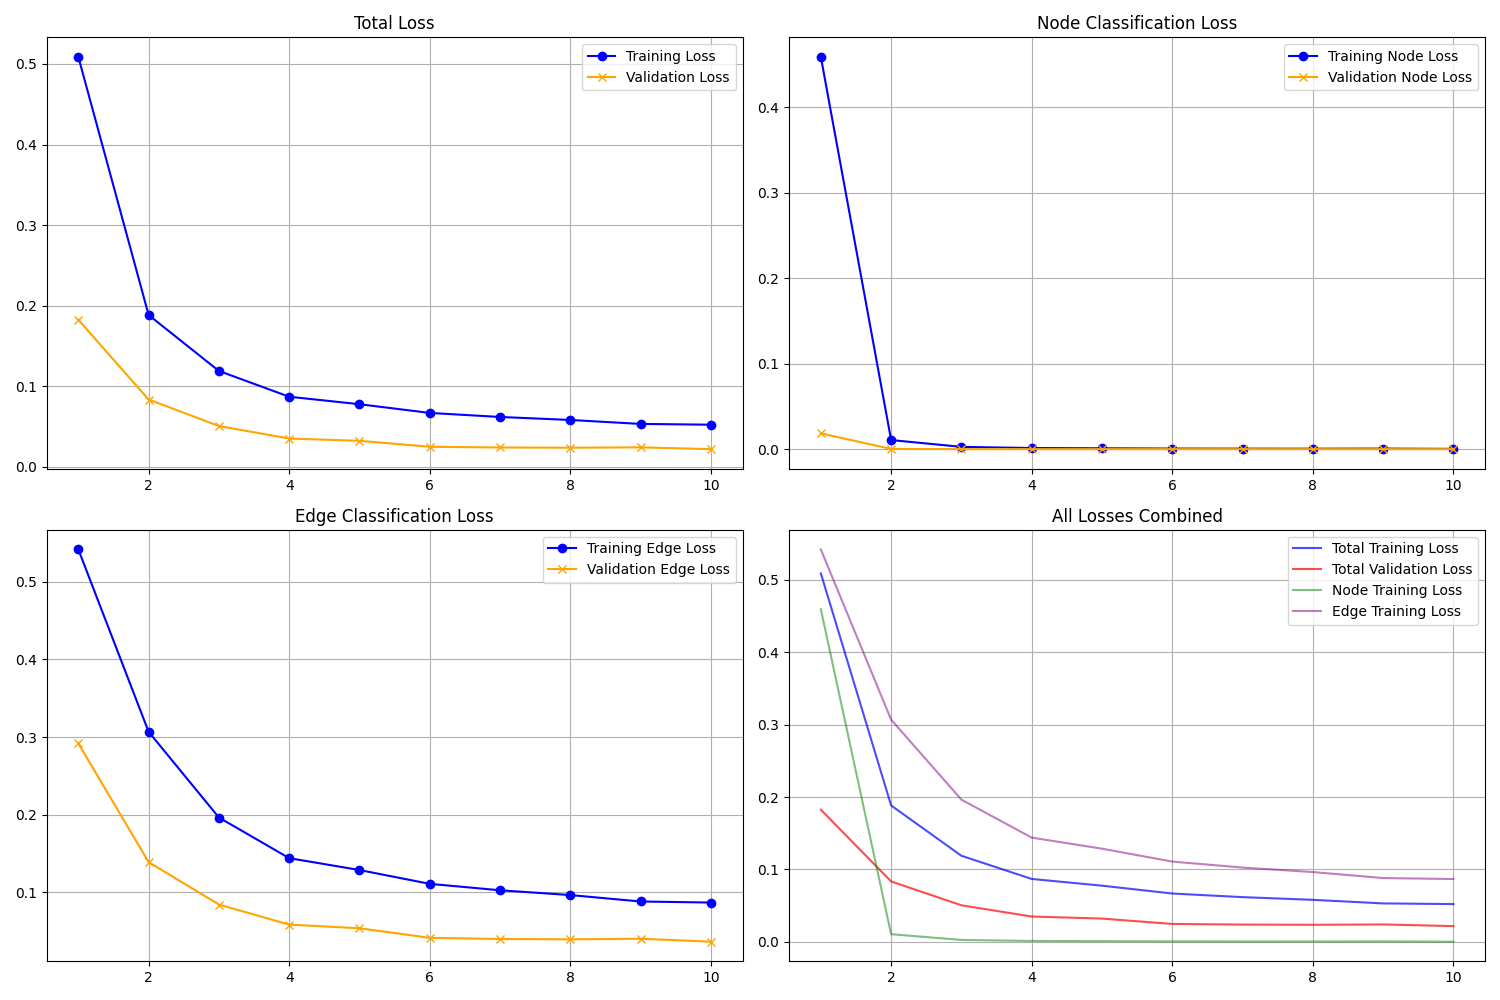 Total Loss
Training Loss
Validation Loss
0.5
0.4
0.3
0.2
0.1
0.0
2 4 6 8 10
Node Classification Loss
Training Node Loss
Validation Node Loss
0.4
0.3
0.2
0.1
0.0
2 4 6 8 10
Edge Classification Loss
Training Edge Loss
Validation Edge Loss
0.5
0.4
0.3
0.2
0.1
2 4 6 8 10
All Losses Combined
Total Training Loss
Total Validation Loss
Node Training Loss
Edge Training Loss
0.5
0.4
0.3
0.2
0.1
0.0
2 4 6 8 10